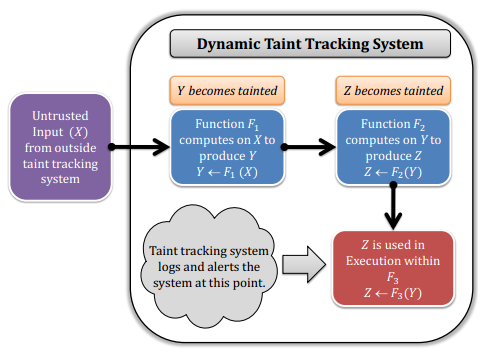 Dynamic Taint Tracking System
Y becomes tainted
Z becomes tainted
Untrusted
Input (X)
from outside
taint tracking
system
Function F₁
computes on X to
produce Y
Y ← F₁ (X)
Function F₂
computes on Y to
produce Z
Z ← F₂(Y)
Taint tracking system
logs and alerts the
system at this point.
Z is used in
Execution within
F₃
Z ← F₃(Y)